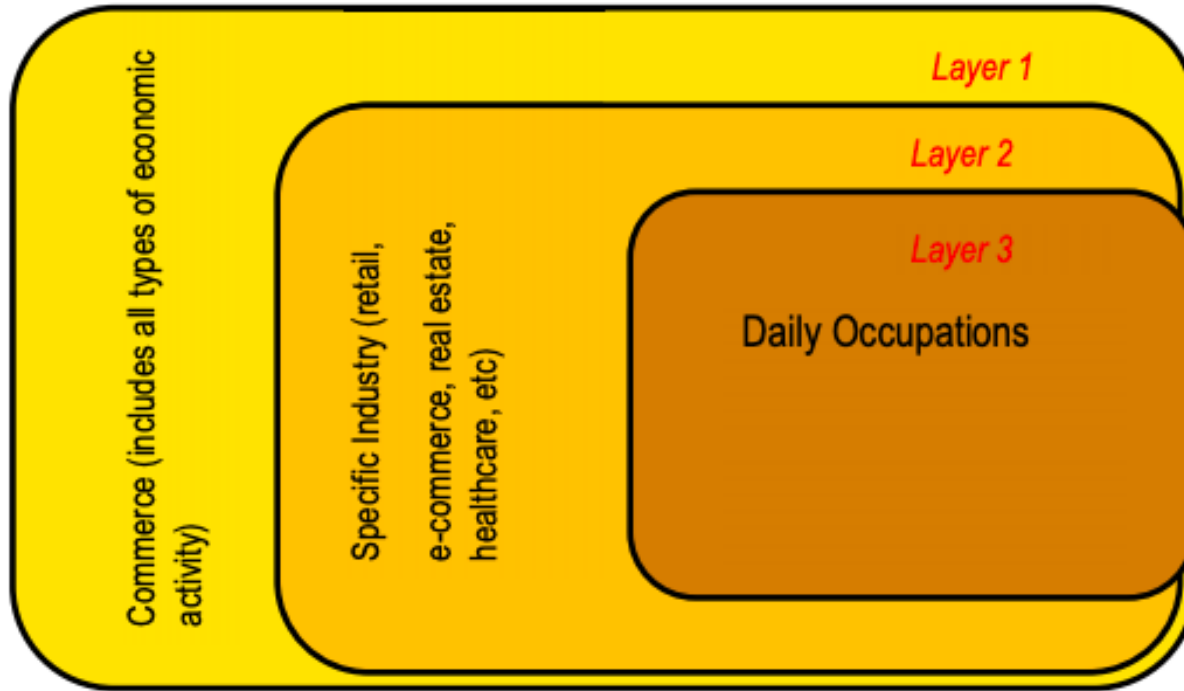 Layer 1
Commerce (includes all types of economic
activity)
Layer 2
Specific Industry (retail,
e-commerce, real estate,
healthcare, etc)
Layer 3
Daily Occupations